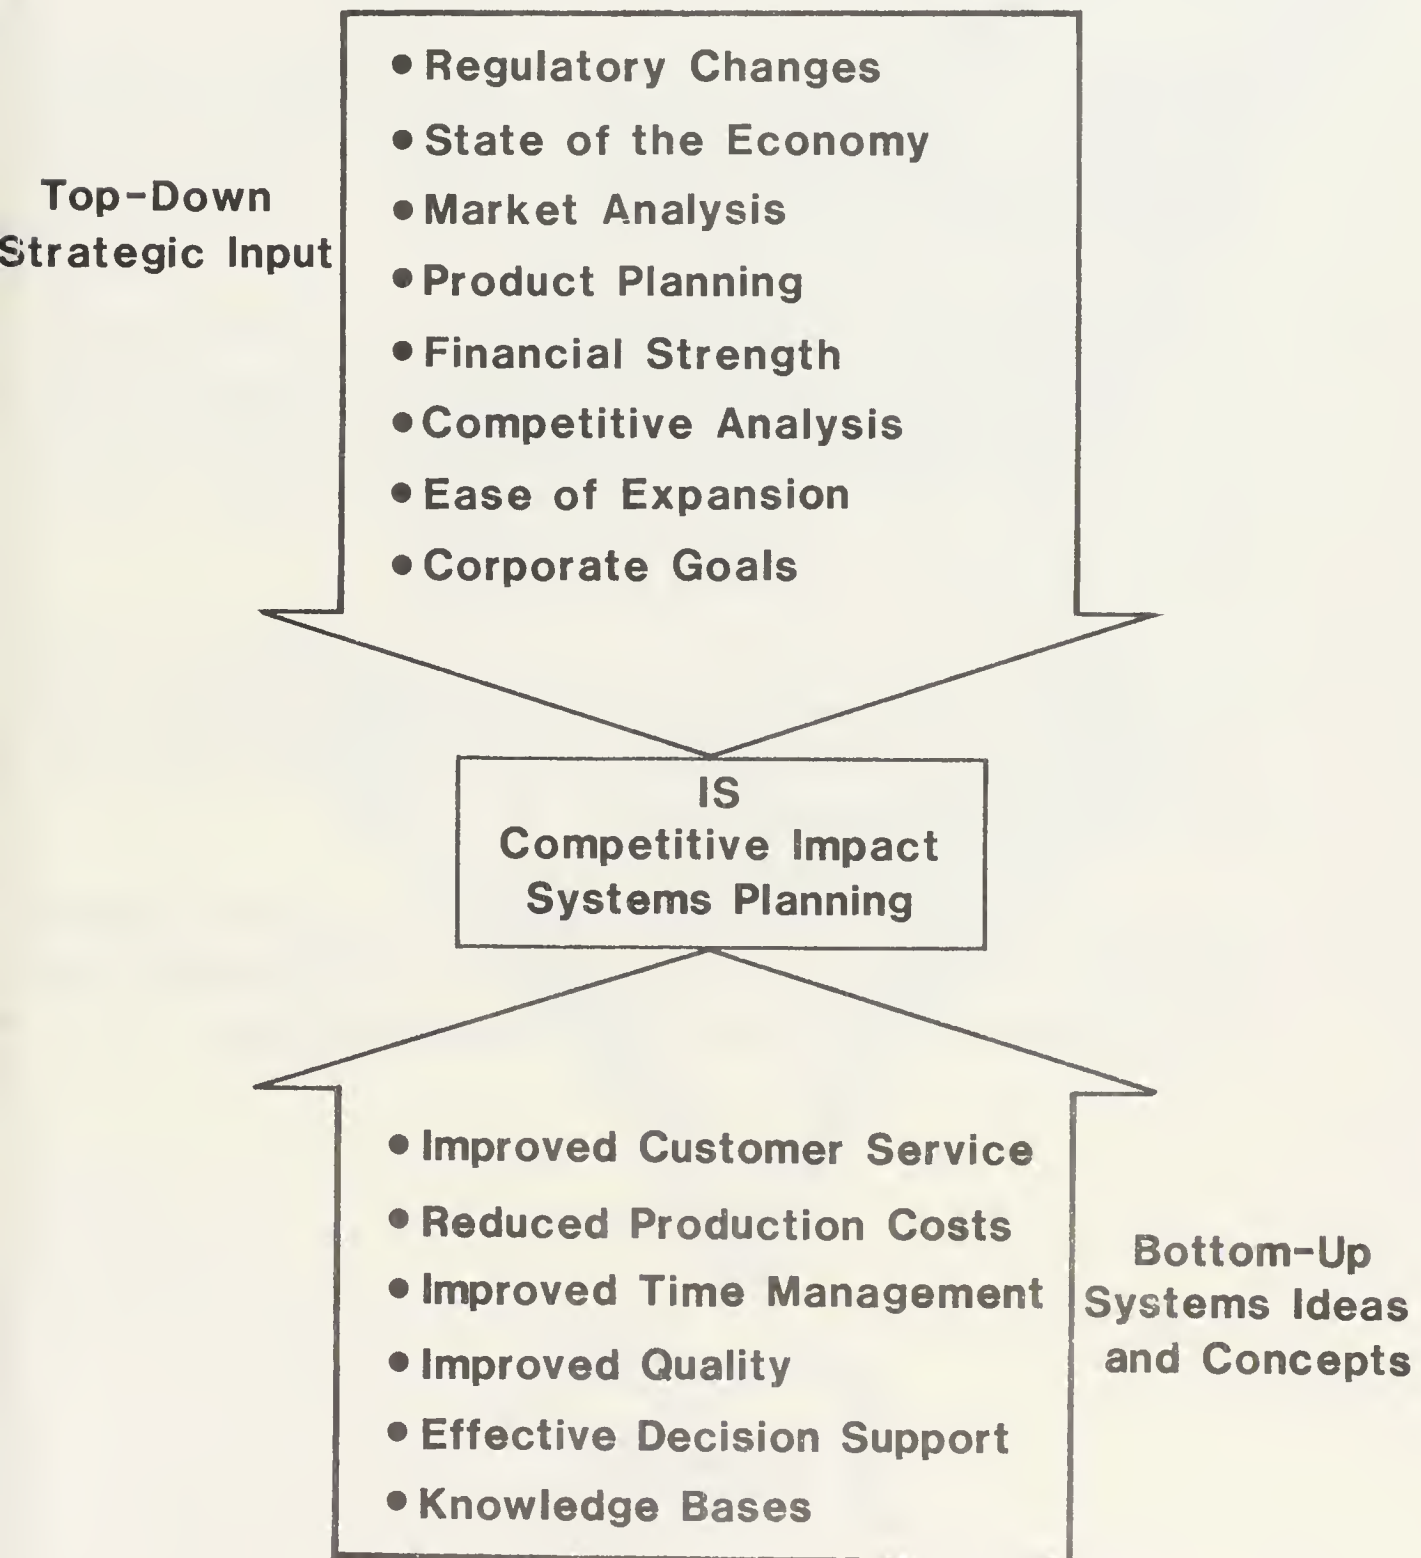 Top-Down
Strategic Input
• Regulatory Changes
• State of the Economy
• Market Analysis
• Product Planning
• Financial Strength
• Competitive Analysis
• Ease of Expansion
• Corporate Goals
IS
Competitive Impact
Systems Planning
• Improved Customer Service
• Reduced Production Costs
• Improved Time Management
• Improved Quality
• Effective Decision Support
• Knowledge Bases
Bottom-Up
Systems Ideas
and Concepts